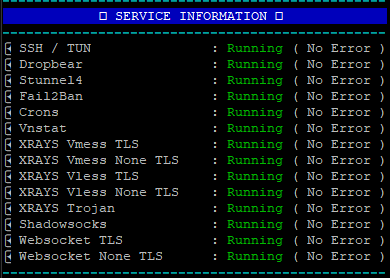 □ SERVICE INFORMATION □
SSH / TUN : Running ( No Error )
Dropbear : Running ( No Error )
Stunnel4 : Running ( No Error )
Fail2Ban : Running ( No Error )
Crons : Running ( No Error )
Vnstat : Running ( No Error )
XRAYS Vmess TLS : Running ( No Error )
XRAYS Vmess None TLS : Running ( No Error )
XRAYS Vless TLS : Running ( No Error )
XRAYS Vless None TLS : Running ( No Error )
XRAYS Trojan : Running ( No Error )
Shadowsocks : Running ( No Error )
Websocket TLS : Running ( No Error )
Websocket None TLS : Running ( No Error )